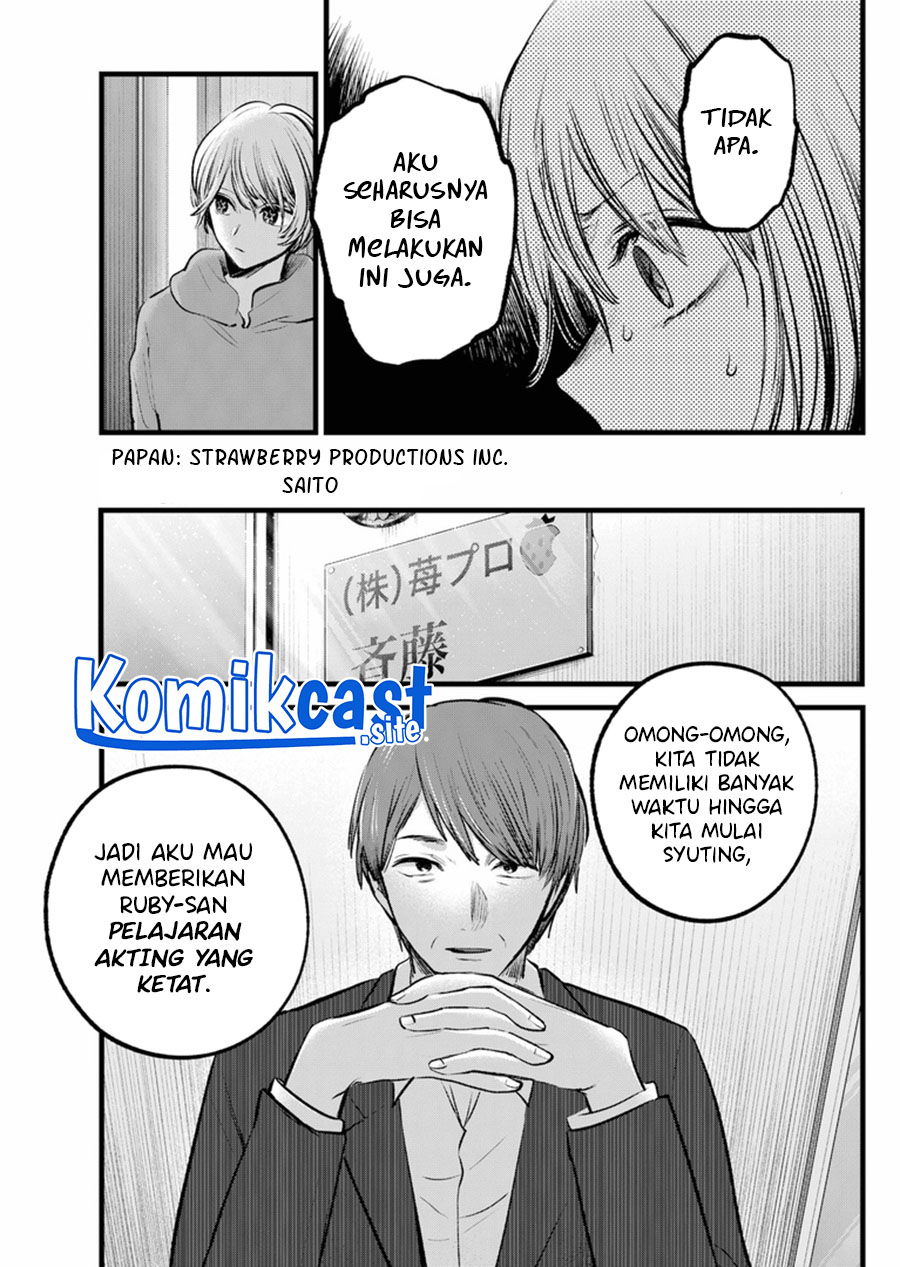 TIDAK
APA.
AKU
SEHARUSNYA
BISA
MELAKUKAN
INI JUGA.
PAPAN: STRAWBERRY PRODUCTIONS INC.
SAITO
(株)苺プロ
斉藤
Komikcast
.site
OMONG-OMONG,
KITA TIDAK
MEMILIKI BANYAK
WAKTU HINGGA
KITA MULAI
SYUTING,
JADI AKU MAU
MEMBERIKAN
RUBY-SAN
PELAJARAN
AKTING YANG
KETAT.